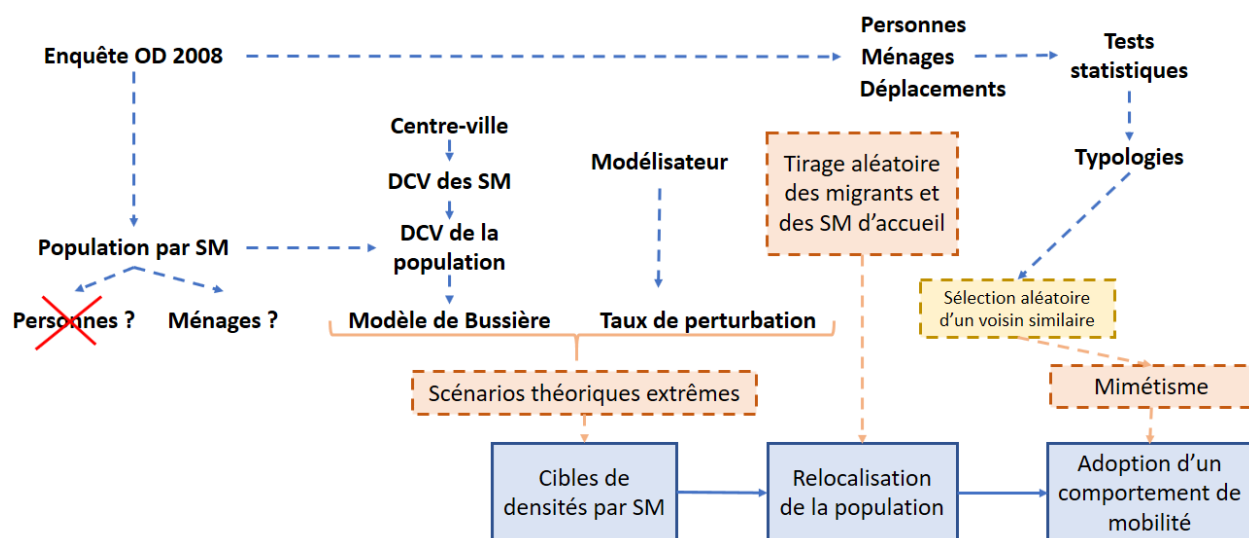 Enquête OD 2008
Personnes
Ménages
Déplacements
Tests
statistiques
Centre-ville
DCV des SM
Modélisateur
Tirage aléatoire
des migrants et
des SM d'accueil
Typologies
Population par SM
DCV de la
population
Personnes ?
Ménages ?
Modèle de Bussière
Taux de perturbation
Sélection aléatoire
d'un voisin similaire
Scénarios théoriques extrêmes
Mimétisme
Cibles de
densités par SM
Relocalisation
de la population
Adoption d'un
comportement de
mobilité